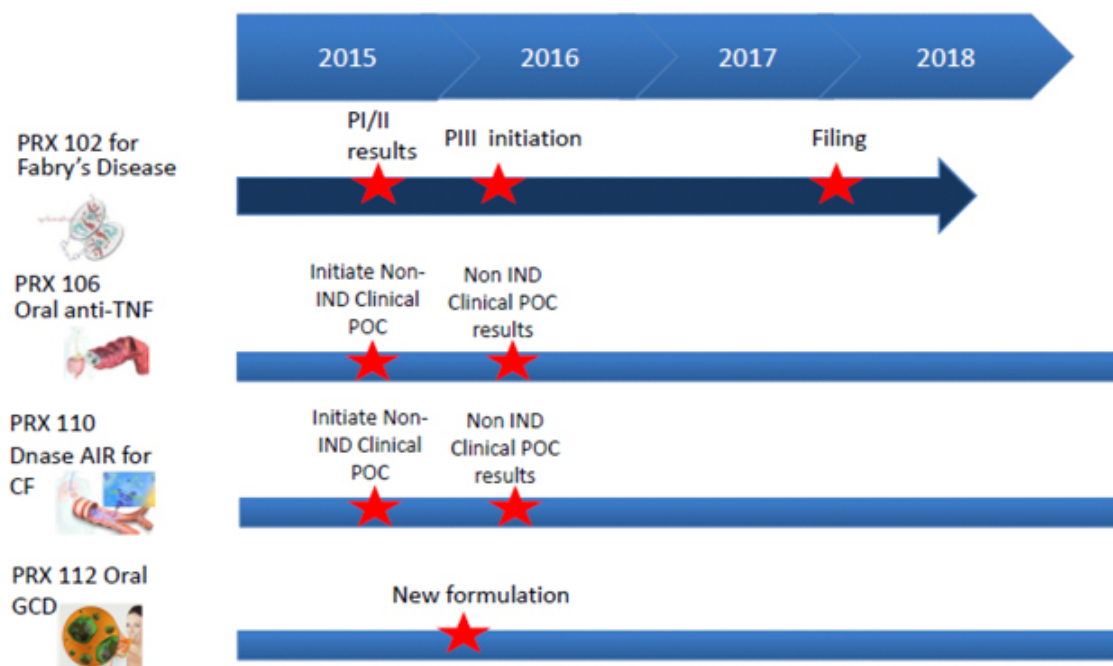 2015
2016
2017
2018
PRX 102 for
Fabry's Disease
PI/II
results
PIII initiation
Filing
PRX 106
Oral anti-TNF
Initiate Non-
IND Clinical
POC
Non IND
Clinical POC
results
PRX 110
Dnase AIR for
CF
Initiate Non-
IND Clinical
POC
Non IND
Clinical POC
results
PRX 112 Oral
GCD
New formulation